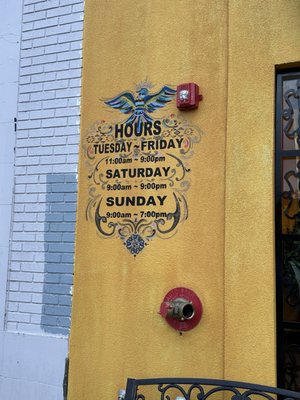 HOURS
TUESDAY~FRIDAY
11:00am ~ 9:00pm
SATURDAY
9:00am ~ 9:00pm
SUNDAY
9:00am ~ 7:00pm